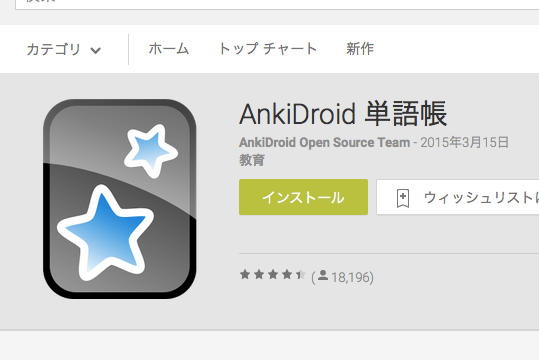 カテゴリ ホーム トップ チャート 新作
AnkiDroid 単語帳
AnkiDroid Open Source Team - 2015年3月15日
教育
インストール ウィッシュリストに
(18,196)